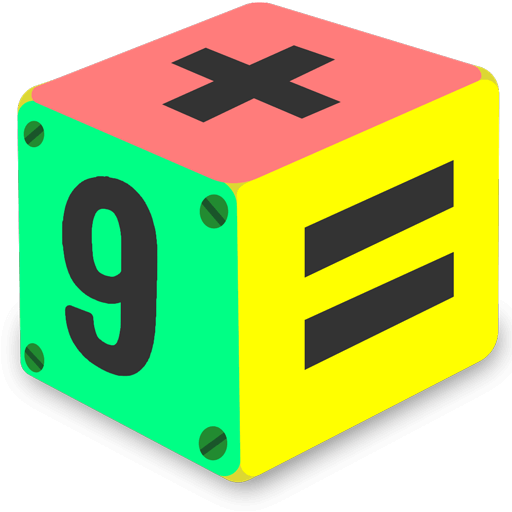 +
9
=